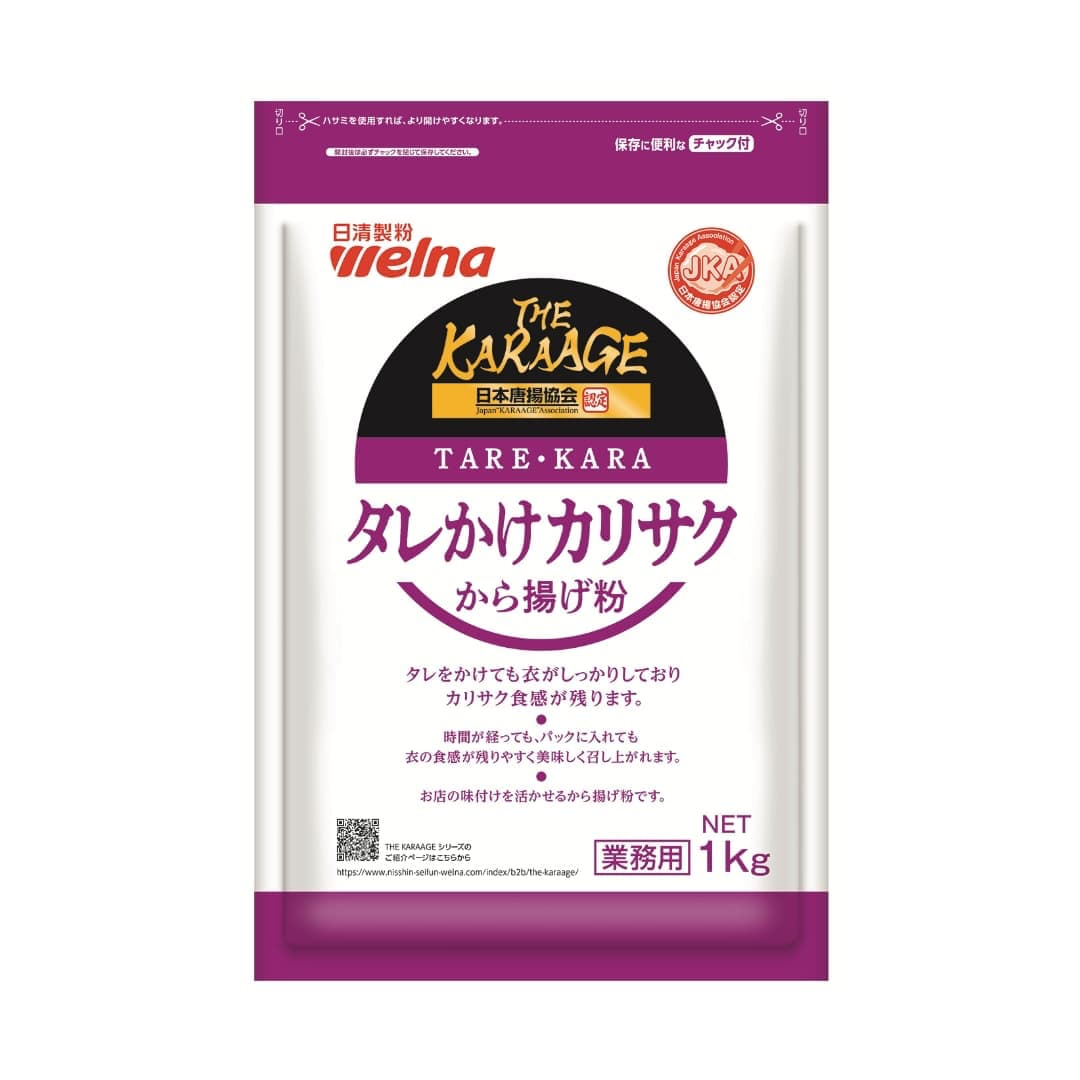 切り口
ハサミを使用すれば、より開けやすくなります。
切り口
開封後は必ずチャックを閉じて保存してください。
保存に便利な チャック付
日清製粉
welna
Japan Karaage Association
JKA
日本唐揚協会認定
THE
KARAAGE
日本唐揚協会 認定
Japan"KARAAGE"Association
TARE・KARA
タレかけカリサク
から揚げ粉
タレをかけても衣がしっかりしており
カリサク食感が残ります。
時間が経っても、パックに入れても
衣の食感が残りやすく美味しく召し上がれます。
お店の味付けを活かせるから揚げ粉です。
THE KARAAGE シリーズの
ご紹介ページはこちらから
https://www.nisshin-seifun-welna.com/index/b2b/the-karaage/
業務用
NET
1kg